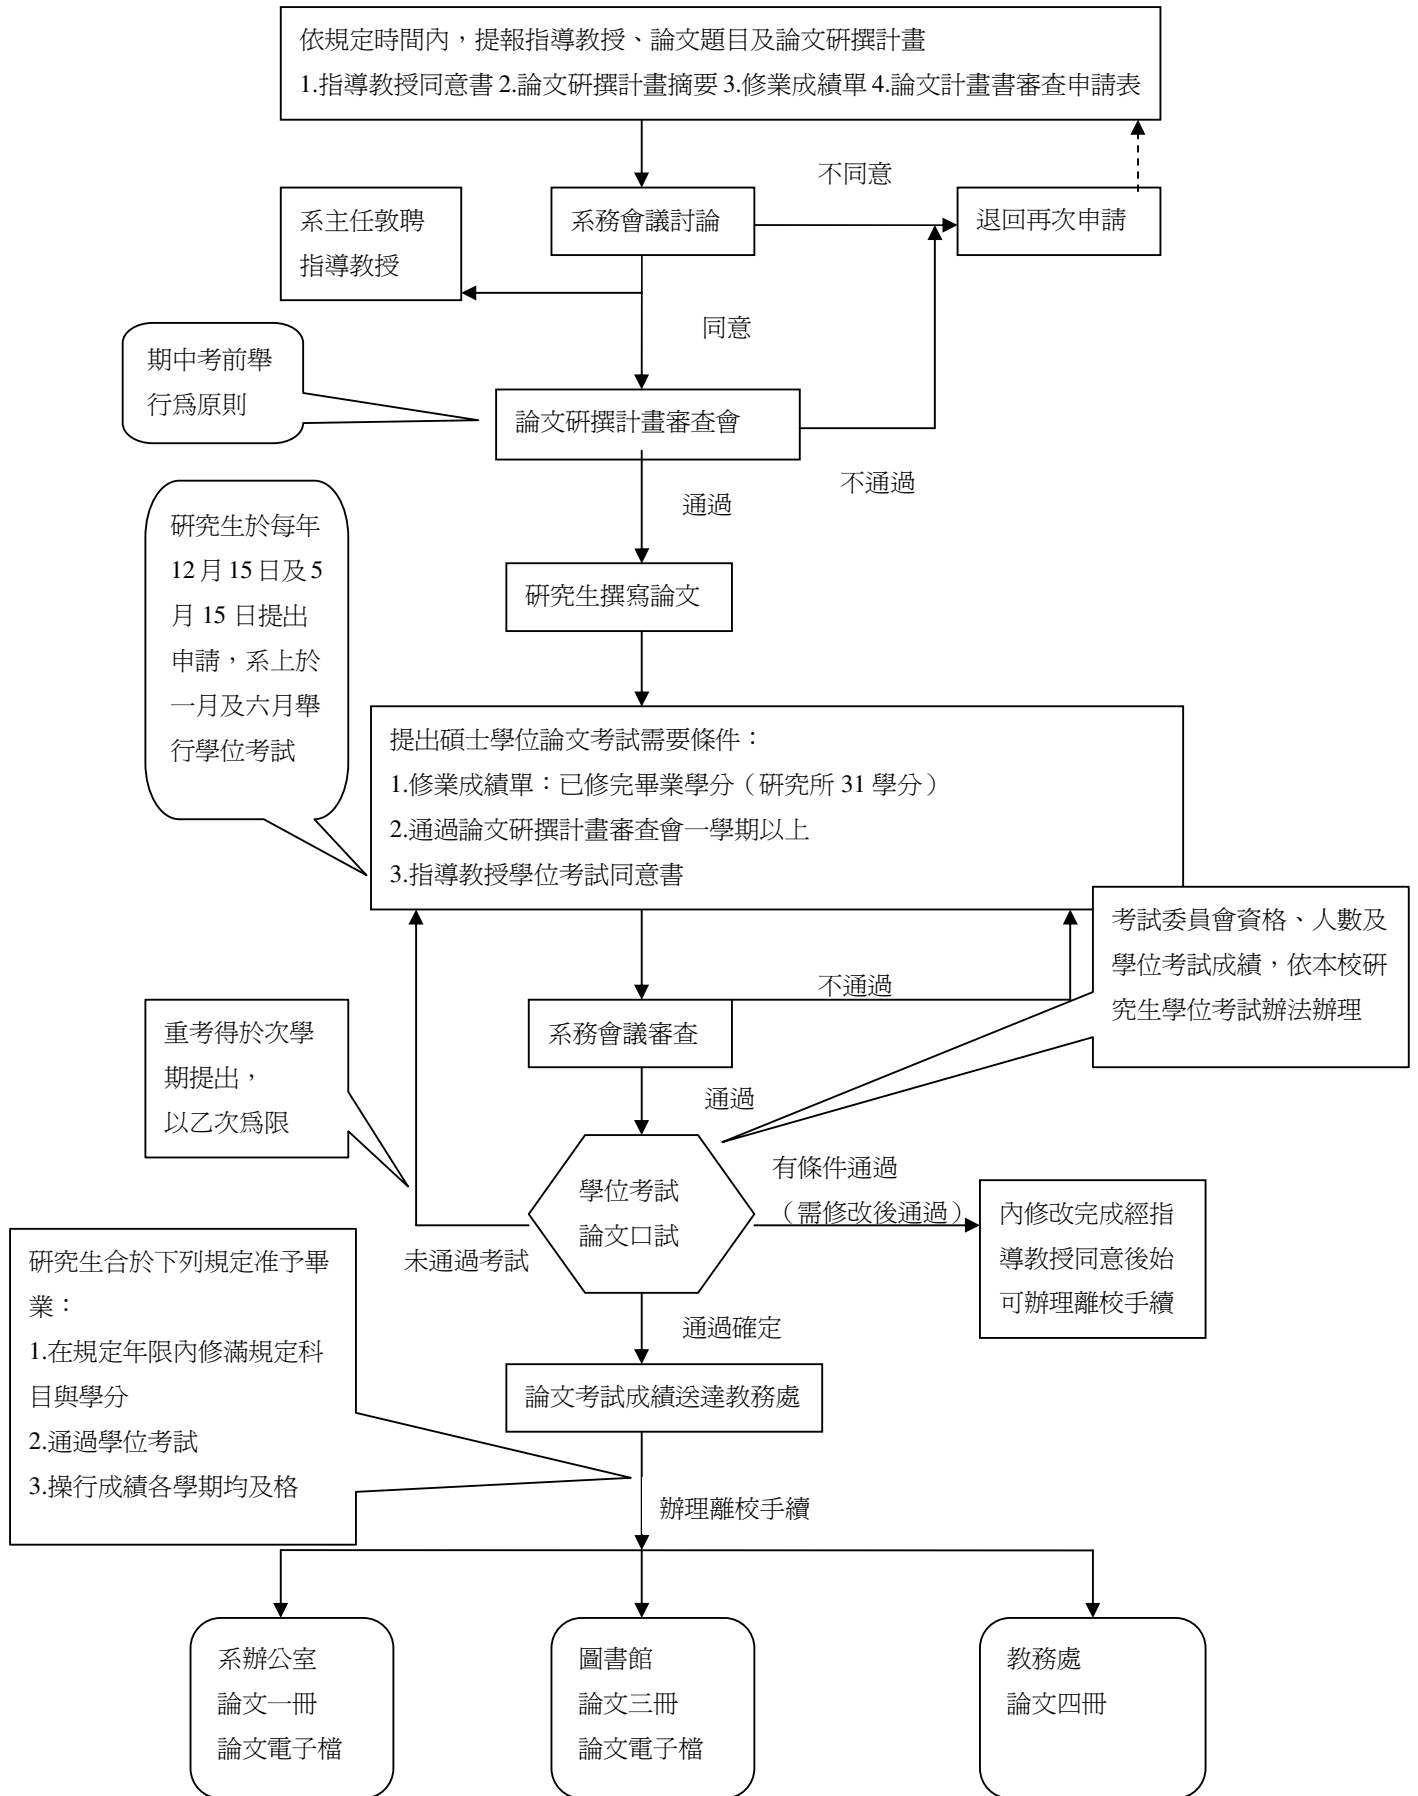 依規定時間內，提報指導教授、論文題目及論文研撰計畫
1.指導教授同意書 2.論文研撰計畫摘要 3.修業成績單 4.論文計畫書審查申請表
不同意
系主任敦聘
指導教授
系務會議討論
退回再次申請
同意
期中考前舉
行為原則
論文研撰計畫審查會
不通過
通過
研究生於每年
12月15日及5
月 15 日提出
申請，系上於
一月及六月舉
行學位考試
研究生撰寫論文
提出碩士學位論文考試需要條件：
1.修業成績單：已修完畢業學分（研究所 31 學分）
2.通過論文研撰計畫審查會一學期以上
3.指導教授學位考試同意書
考試委員會資格、人數及
學位考試成績，依本校研
究生學位考試辦法辦理
不通過
重考得於次學
期提出，
以乙次為限
系務會議審查
通過
學位考試
論文口試
有條件通過
（需修改後通過）
內修改完成經指
導教授同意後始
可辦理離校手續
未通過考試
研究生合於下列規定准予畢
業：
1.在規定年限內修滿規定科
目與學分
2.通過學位考試
3.操行成績各學期均及格
通過確定
論文考試成績送達教務處
辦理離校手續
系辦公室
論文一冊
論文電子檔
圖書館
論文三冊
論文電子檔
教務處
論文四冊